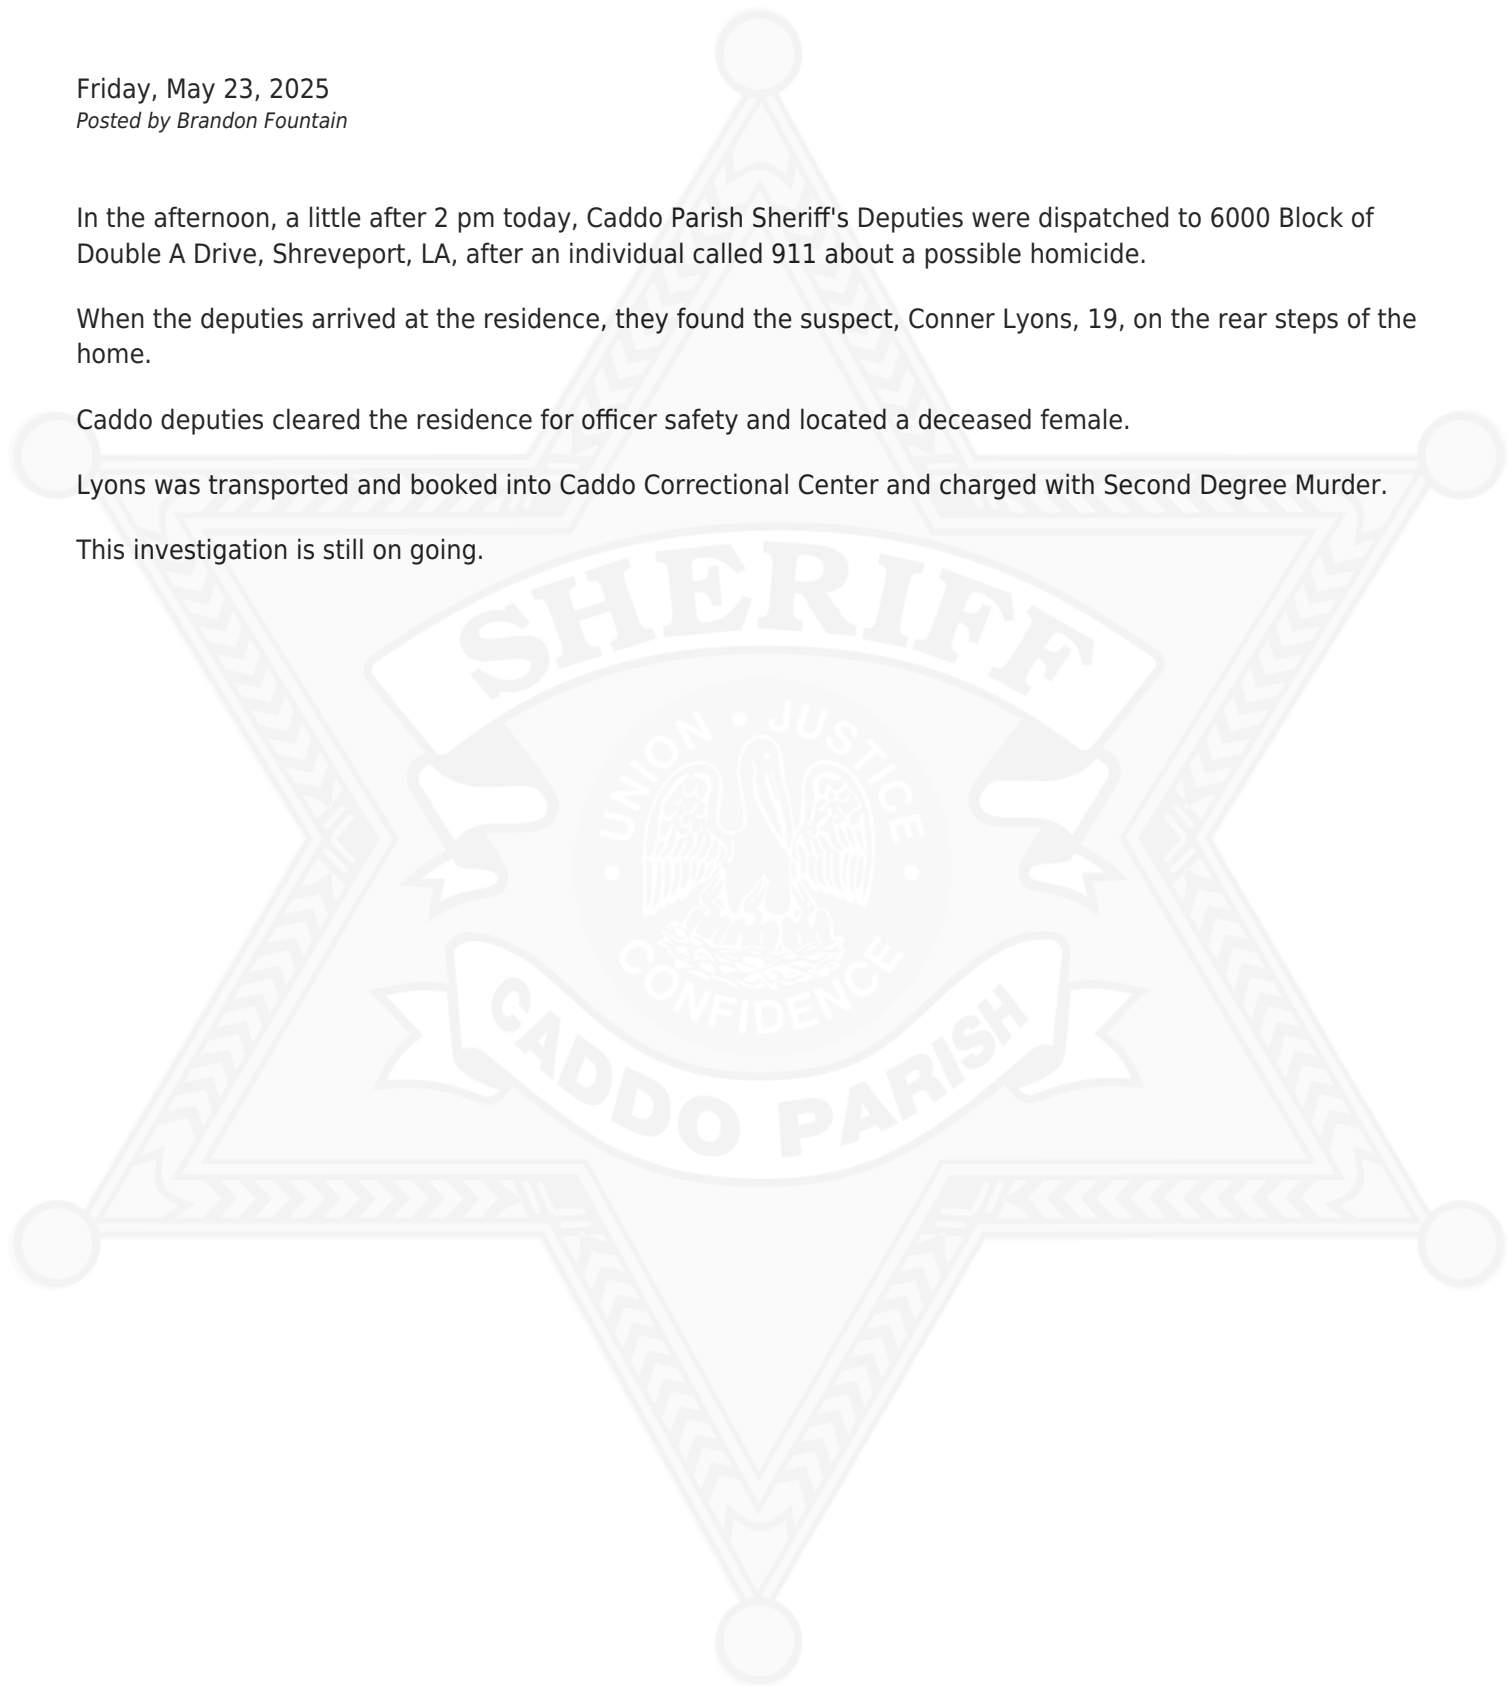 Friday, May 23, 2025
Posted by Brandon Fountain
In the afternoon, a little after 2 pm today, Caddo Parish Sheriff's Deputies were dispatched to 6000 Block of
Double A Drive, Shreveport, LA, after an individual called 911 about a possible homicide.
When the deputies arrived at the residence, they found the suspect, Conner Lyons, 19, on the rear steps of the
home.
Caddo deputies cleared the residence for officer safety and located a deceased female.
Lyons was transported and booked into Caddo Correctional Center and charged with Second Degree Murder.
This investigation is still on going.
SHERIFF
UNION • JUSTICE •
• CONFIDENCE
CADDO PARISH